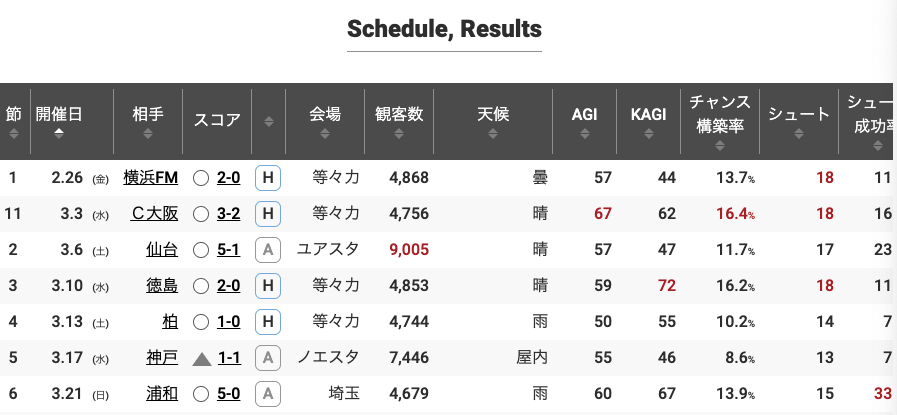 Schedule, Results
節 開催日 相手 スコア 会場 観客数 天候 AGI KAGI チャンス構築率 シュート シュート成功率
1 2.26 (金) 横浜FM ○ 2-0 H 等々力 4,868 曇 57 44 13.7% 18 11
11 3.3 (水) C大阪 ○ 3-2 H 等々力 4,756 晴 67 62 16.4% 18 16
2 3.6 (土) 仙台 ○ 5-1 A ユアスタ 9,005 晴 57 47 11.7% 17 23
3 3.10 (水) 徳島 ○ 2-0 H 等々力 4,853 晴 59 72 16.2% 18 11
4 3.13 (土) 柏 ○ 1-0 H 等々力 4,744 雨 50 55 10.2% 14 7
5 3.17 (水) 神戸 ▲ 1-1 A ノエスタ 7,446 屋内 55 46 8.6% 13 7
6 3.21 (日) 浦和 ○ 5-0 A 埼玉 4,679 雨 60 67 13.9% 15 33